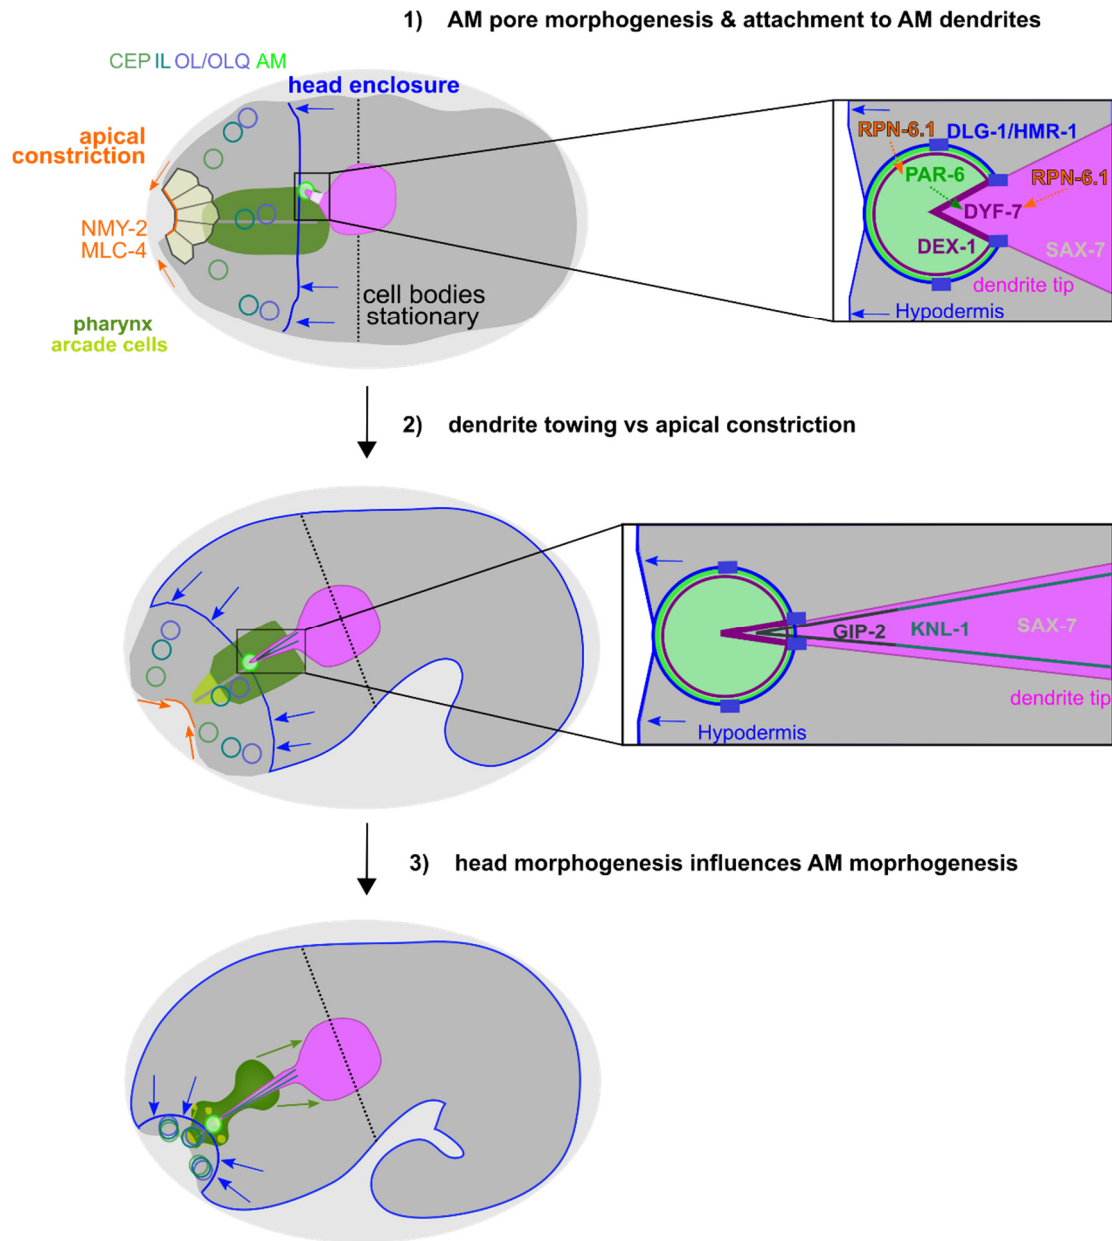 1) AM pore morphogenesis & attachment to AM dendrites
CEP IL OL/OLQ AM
head enclosure
apical
constriction
NMY-2
MLC-4
cell bodies
stationary
pharynx
arcade cells
RPN-6.1 DLG-1/HMR-1
PAR-6
RPN-6.1
DYF-7
DEX-1
SAX-7
dendrite tip
Hypodermis
2) dendrite towing vs apical constriction
GIP-2 KNL-1 SAX-7
dendrite tip
Hypodermis
3) head morphogenesis influences AM moprhogenesis